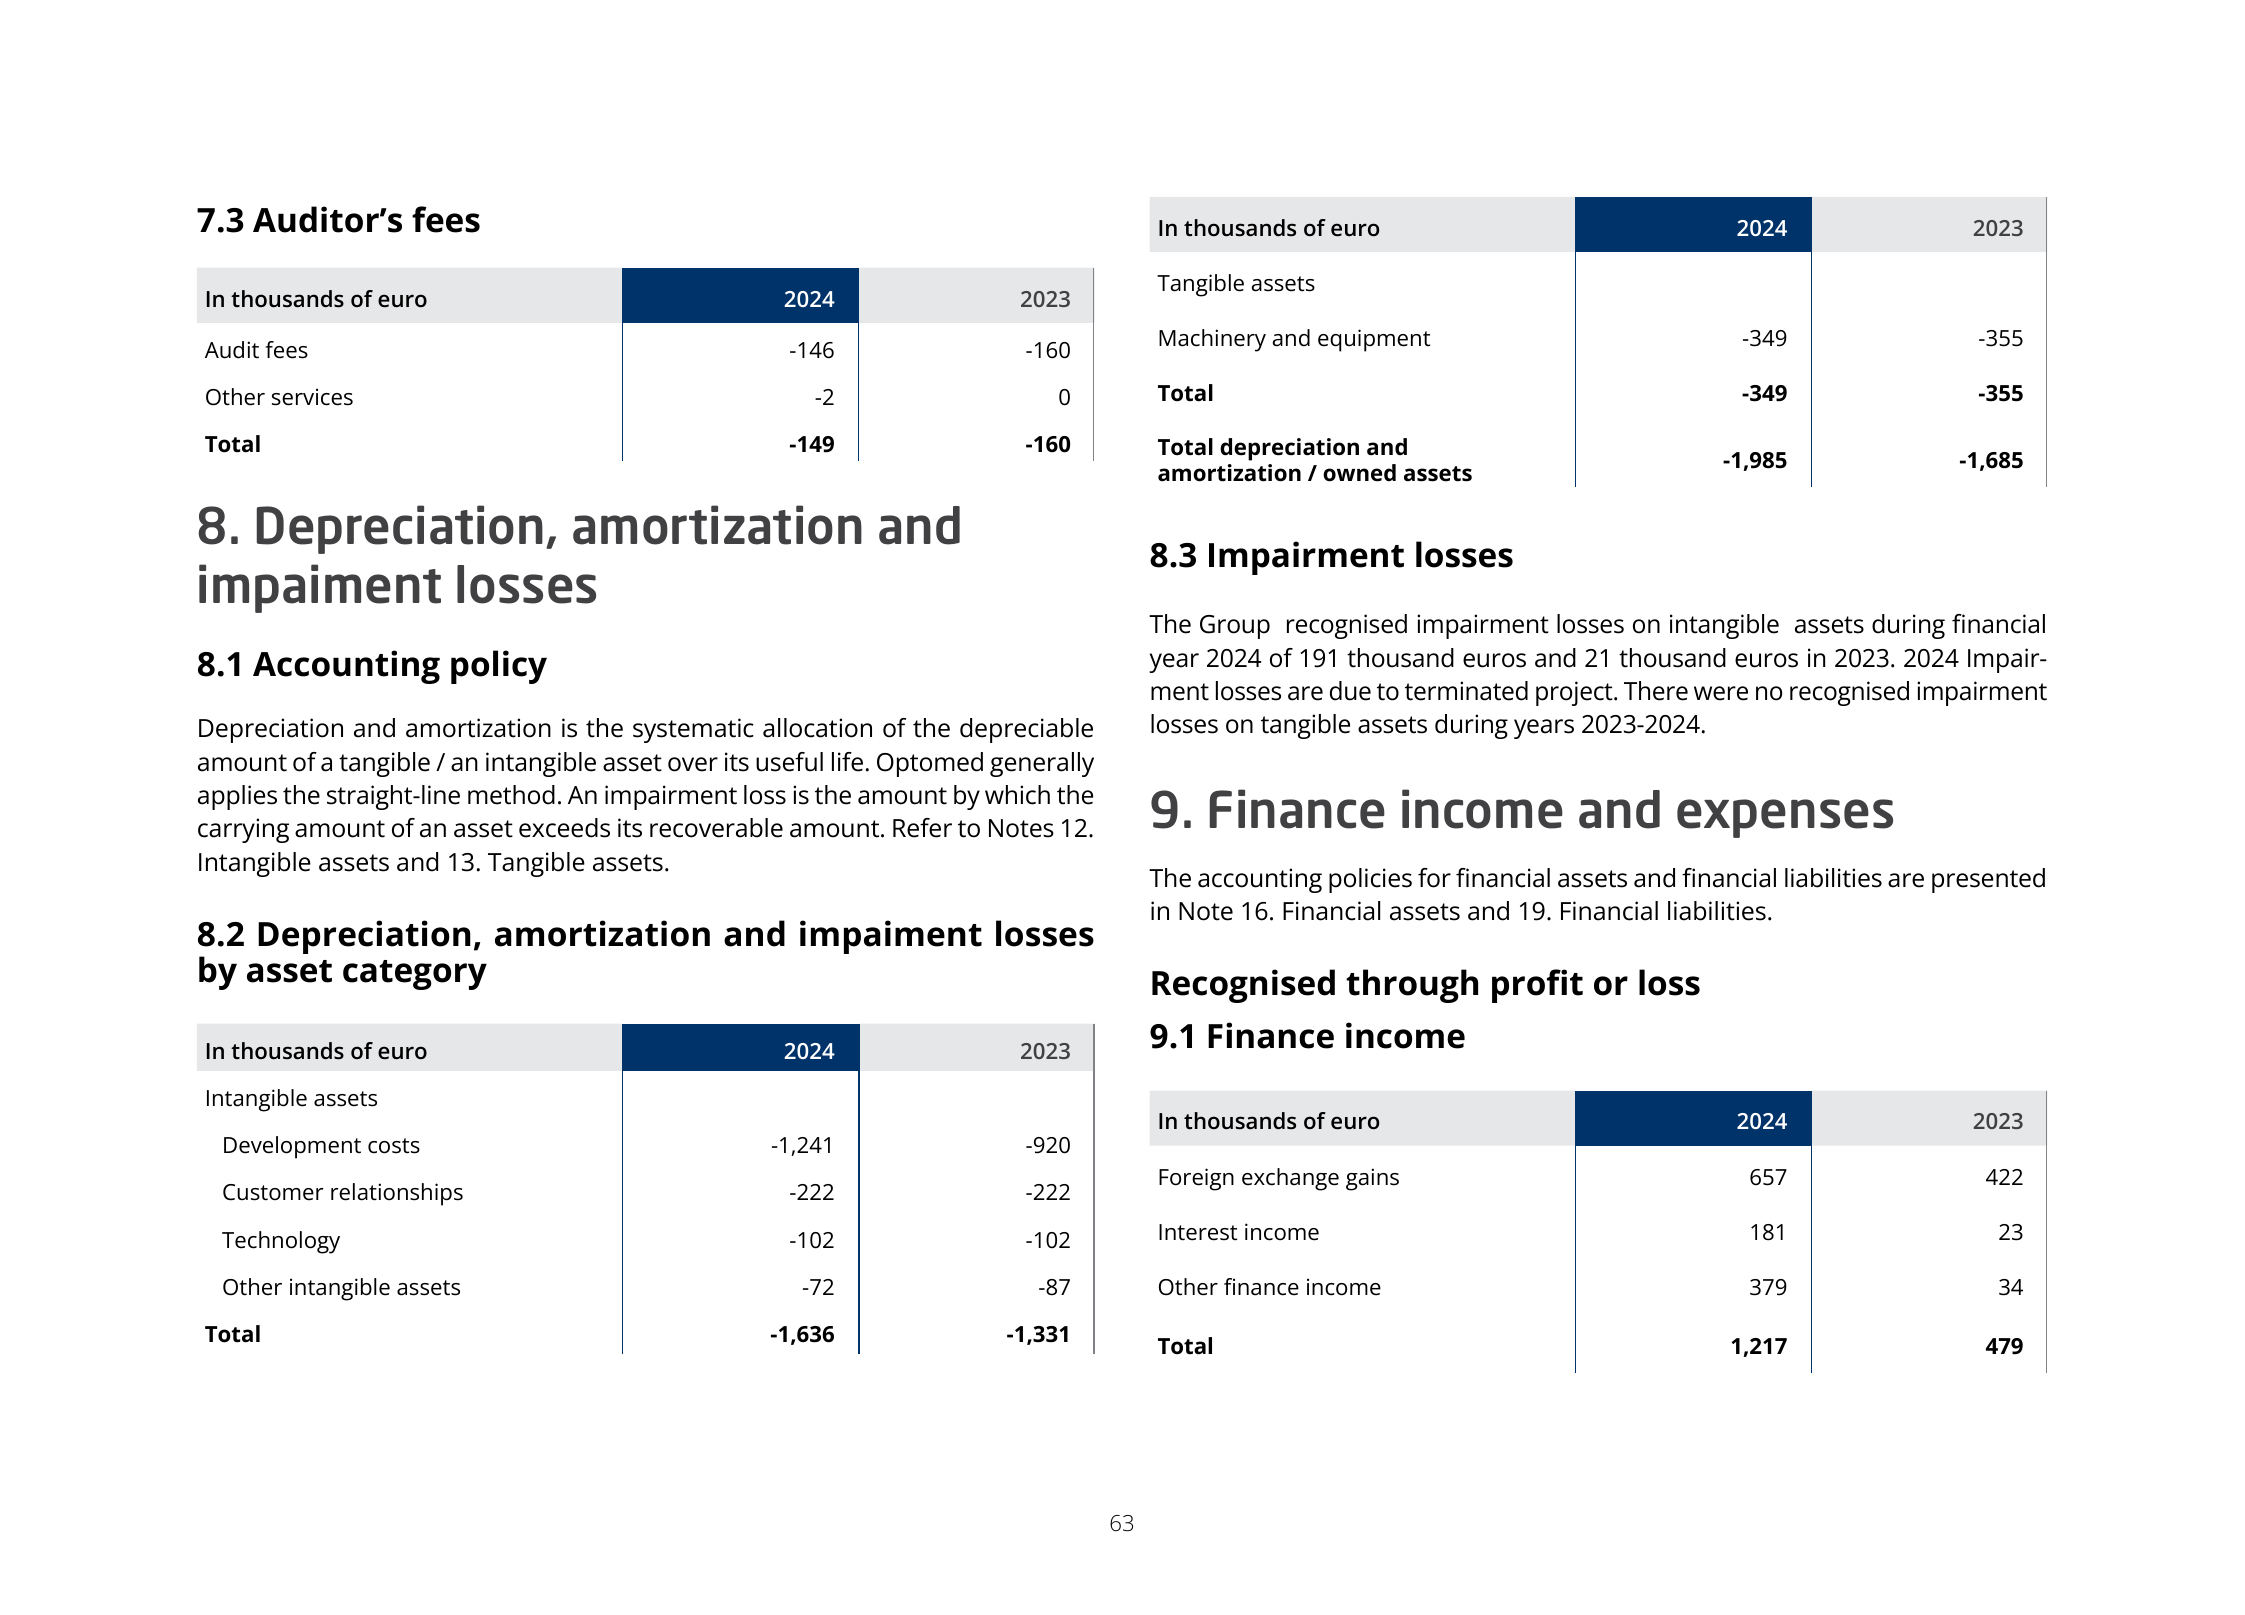 7.3 Auditor’s fees
In thousands of euro 2024 2023
Audit fees -146 -160
Other services -2 0
Total -149 -160
8. Depreciation, amortization and
impaiment losses
8.1 Accounting policy
Depreciation and amortization is the systematic allocation of the depreciable
amount of a tangible / an intangible asset over its useful life. Optomed generally
applies the straight-line method. An impairment loss is the amount by which the
carrying amount of an asset exceeds its recoverable amount. Refer to Notes 12.
Intangible assets and 13. Tangible assets.
8.2 Depreciation, amortization and impaiment losses
by asset category
In thousands of euro 2024 2023
Intangible assets
Development costs -1,241 -920
Customer relationships -222 -222
Technology -102 -102
Other intangible assets -72 -87
Total -1,636 -1,331
In thousands of euro 2024 2023
Tangible assets
Machinery and equipment -349 -355
Total -349 -355
Total depreciation and
amortization / owned assets -1,985 -1,685
8.3 Impairment losses
The Group recognised impairment losses on intangible assets during financial
year 2024 of 191 thousand euros and 21 thousand euros in 2023. 2024 Impair-
ment losses are due to terminated project. There were no recognised impairment
losses on tangible assets during years 2023-2024.
9. Finance income and expenses
The accounting policies for financial assets and financial liabilities are presented
in Note 16. Financial assets and 19. Financial liabilities.
Recognised through profit or loss
9.1 Finance income
In thousands of euro 2024 2023
Foreign exchange gains 657 422
Interest income 181 23
Other finance income 379 34
Total 1,217 479
63